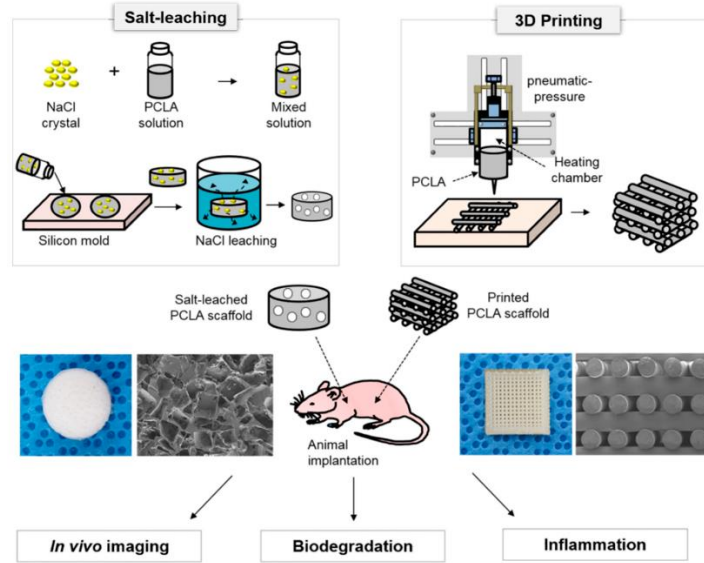 Salt-leaching
NaCl
crystal
+
PCLA
solution
Mixed
solution
Silicon mold
NaCl leaching
3D Printing
pneumatic-
pressure
PCLA
Heating
chamber
Salt-leached
PCLA scaffold
Printed
PCLA scaffold
Animal
implantation
In vivo imaging
Biodegradation
Inflammation